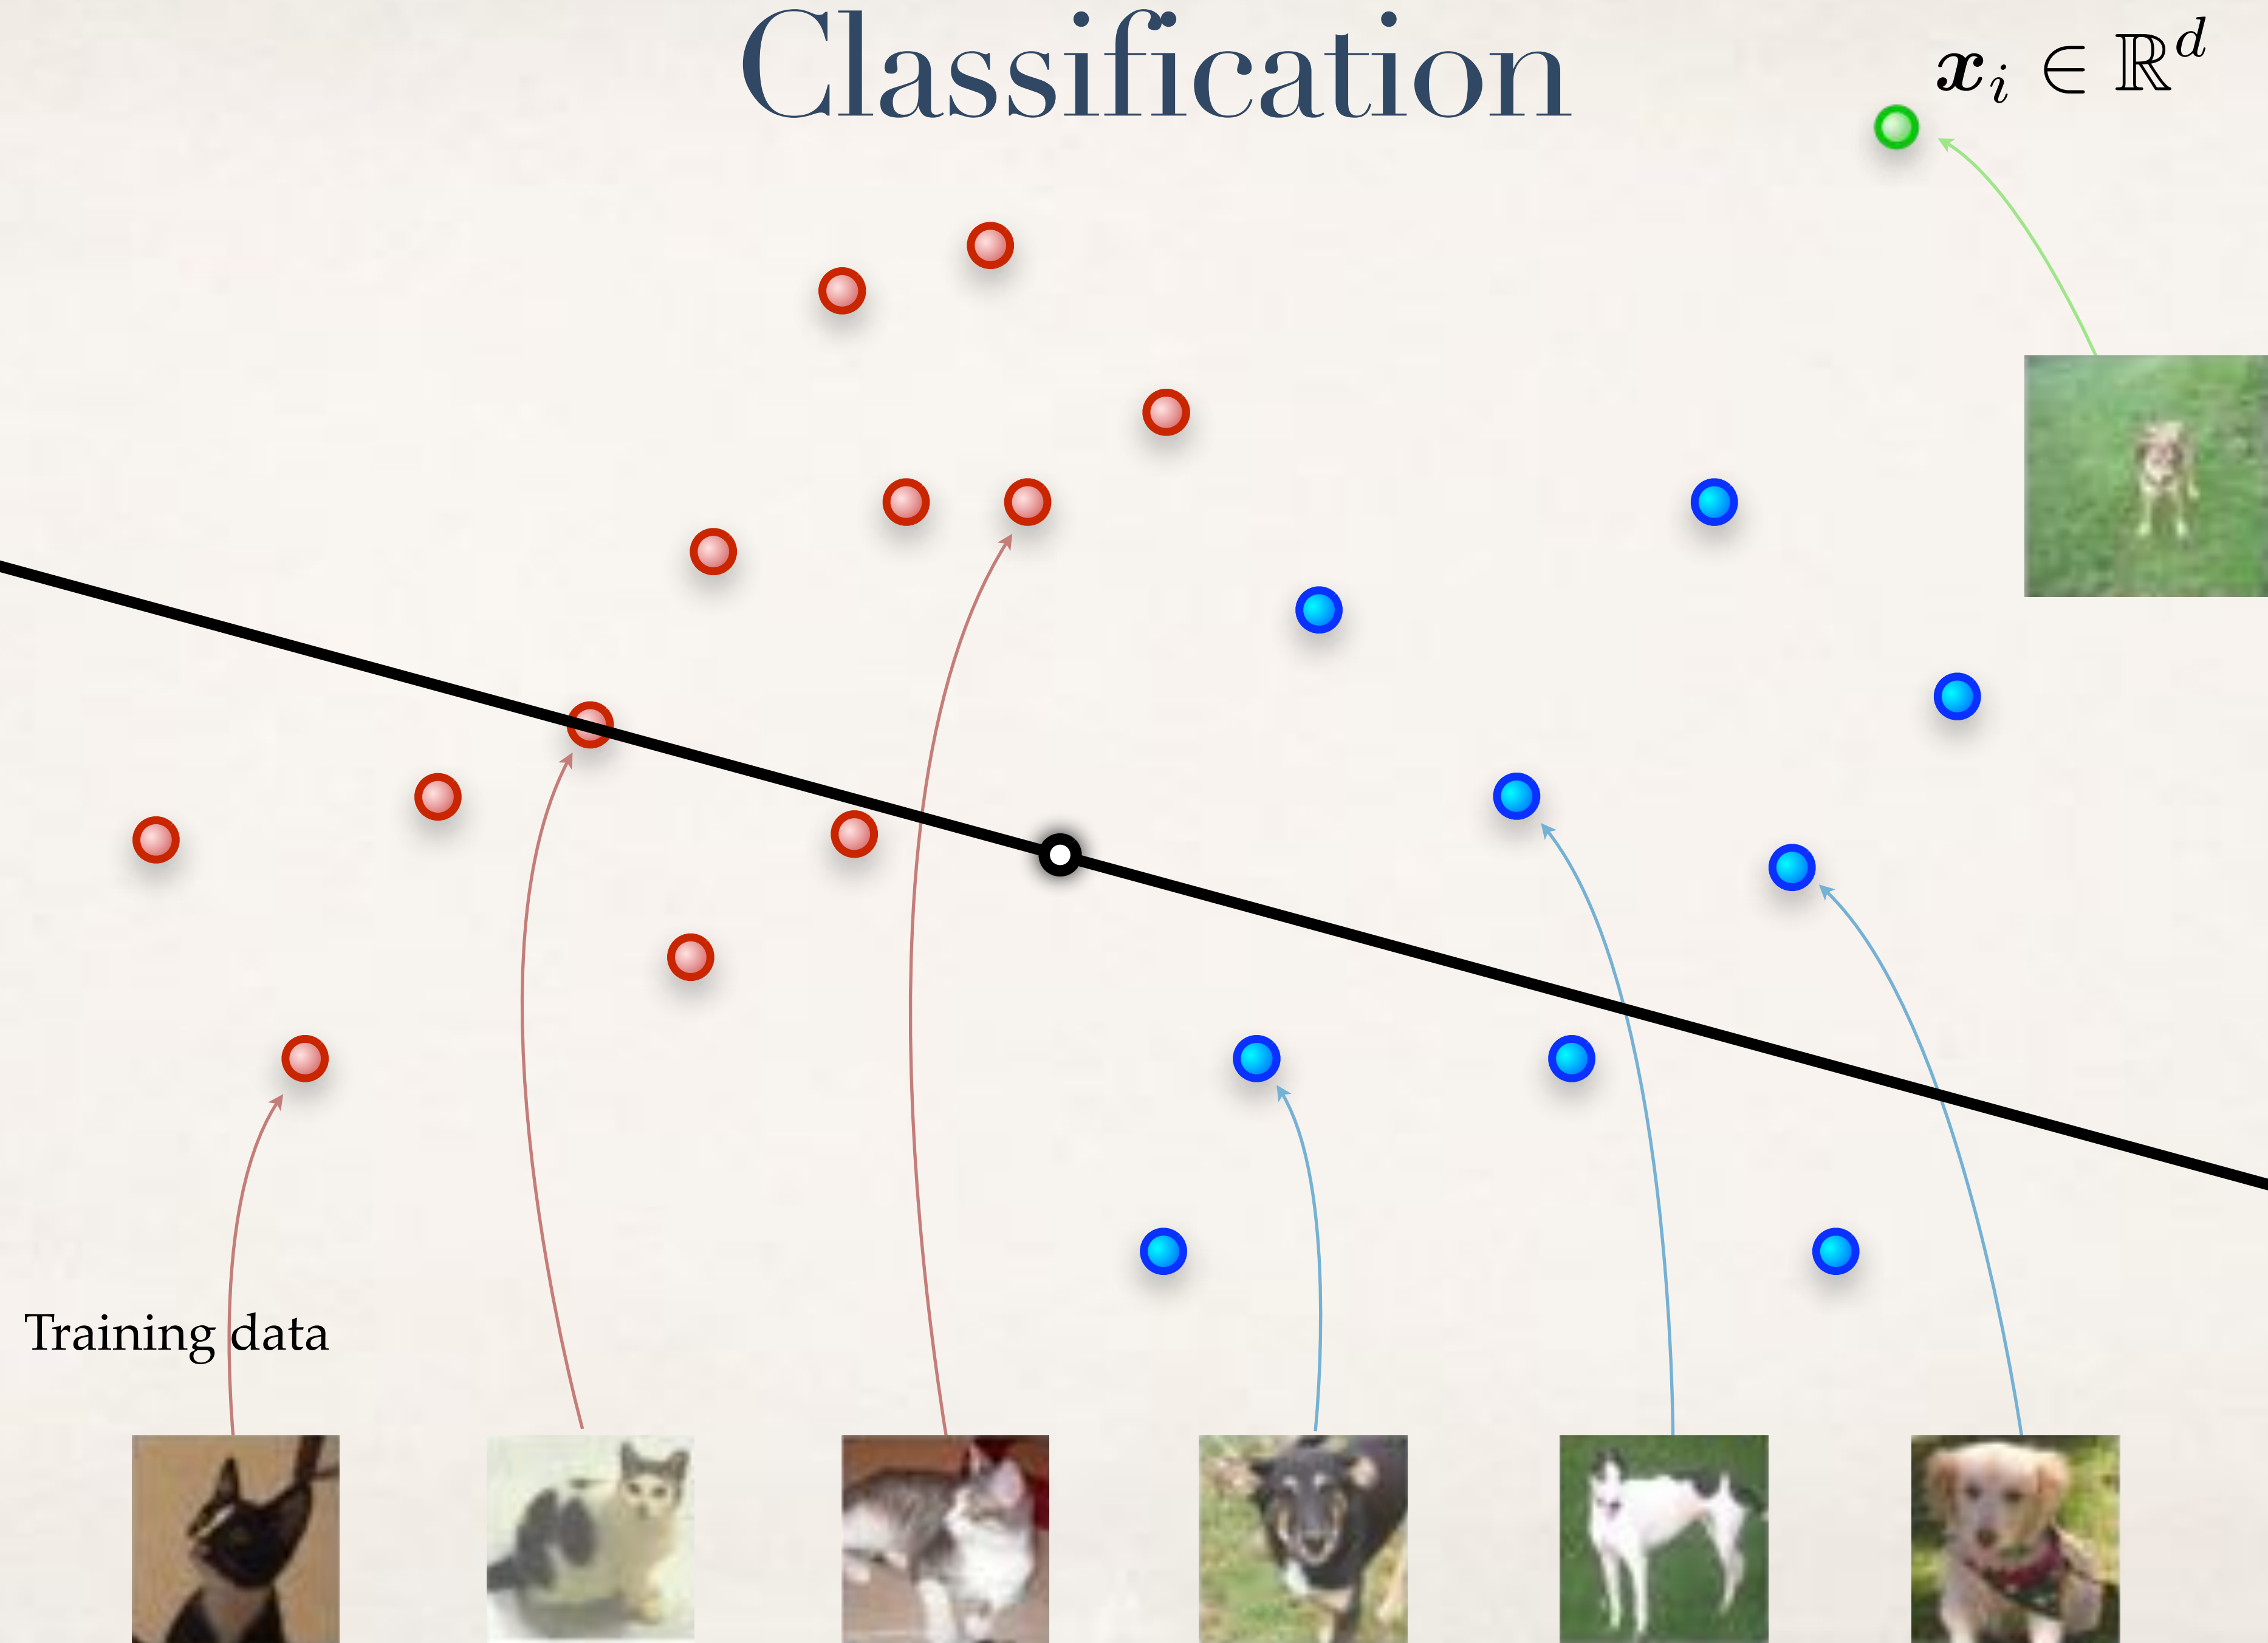 Classification
𝒙ᵢ ∈ ℝᵈ
Training data